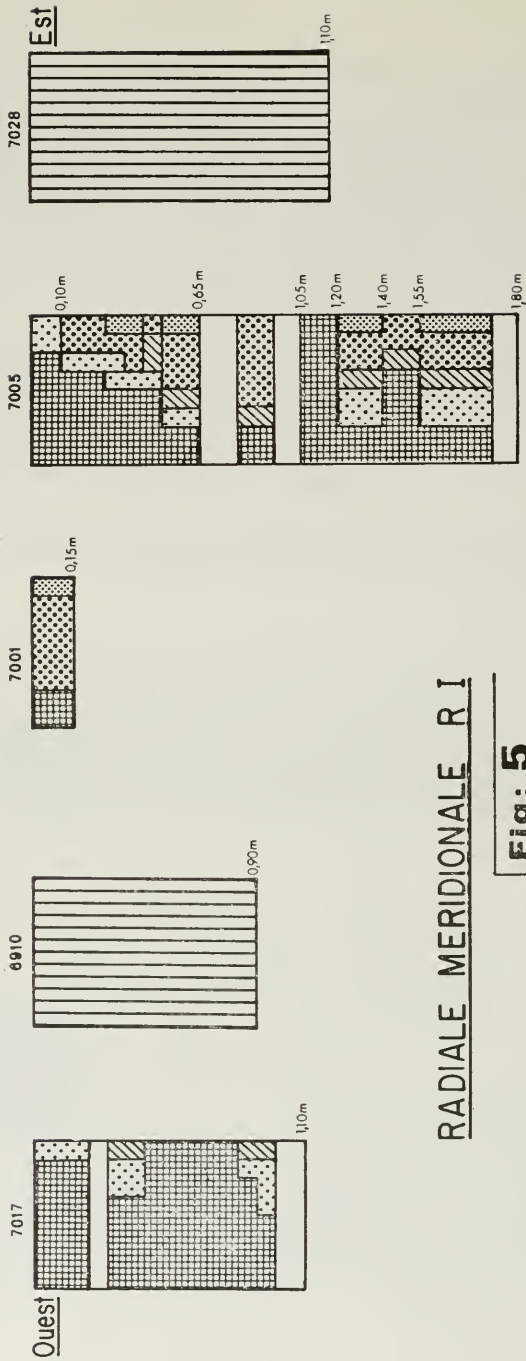 Ouest
Est
7017
1,10m
6910
0,90m
7001
0,15m
7005
0,10m
0,65m
1,05m
1,20m
1,40m
1,55m
1,80m
7028
1,10m
RADIALE MERIDIONALE R I
Fig: 5